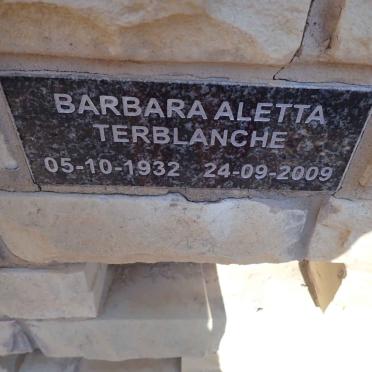 BARBARA ALETTA
TERBLANCHE
05-10-1932 24-09-2009